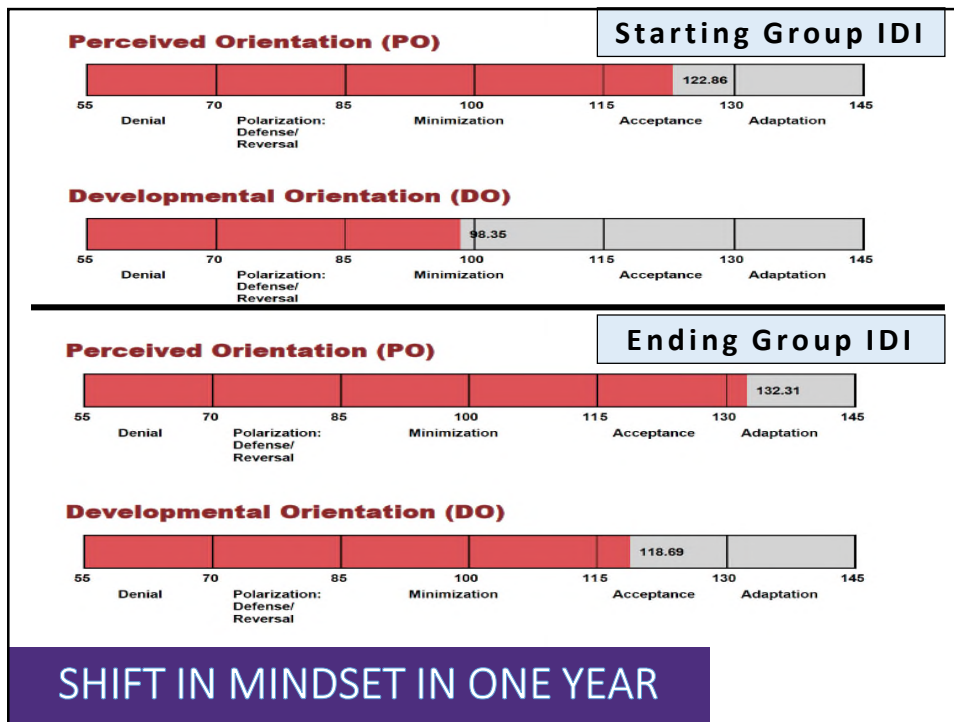 Starting Group IDI
Perceived Orientation (PO)
122.86
55 70 85 100 115 130 145
Denial Polarization: Minimization Acceptance Adaptation
Defense/
Reversal
Developmental Orientation (DO)
98.35
55 70 85 100 115 130 145
Denial Polarization: Minimization Acceptance Adaptation
Defense/
Reversal
Ending Group IDI
Perceived Orientation (PO)
132.31
55 70 85 100 115 130 145
Denial Polarization: Minimization Acceptance Adaptation
Defense/
Reversal
Developmental Orientation (DO)
118.69
55 70 85 100 115 130 145
Denial Polarization: Minimization Acceptance Adaptation
Defense/
Reversal
SHIFT IN MINDSET IN ONE YEAR